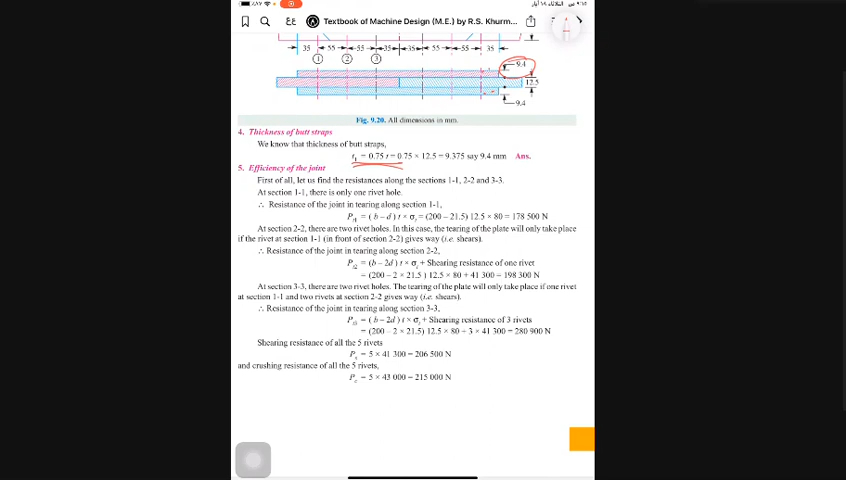 Textbook of Machine Design (M.E.) by R.S. Khurm...
35 55 55 35 35 55 55 35
1 2 3
9.4
12.5
9.4
Fig. 9.20. All dimensions in mm.
4. Thickness of butt straps
We know that thickness of butt straps,
t₁ = 0.75 t = 0.75 × 12.5 = 9.375 say 9.4 mm Ans.
5. Efficiency of the joint
First of all, let us find the resistances along the sections 1-1, 2-2 and 3-3.
At section 1-1, there is only one rivet hole.
∴ Resistance of the joint in tearing along section 1-1,
Pt1 = ( b – d ) t × σt = (200 – 21.5) 12.5 × 80 = 178 500 N
At section 2-2, there are two rivet holes. In this case, the tearing of the plate will only take place
if the rivet at section 1-1 (in front of section 2-2) gives way (i.e. shears).
∴ Resistance of the joint in tearing along section 2-2,
Pt2 = (b – 2d ) t × σt + Shearing resistance of one rivet
= (200 – 2 × 21.5 ) 12.5 × 80 + 41 300 = 198 300 N
At section 3-3, there are two rivet holes. The tearing of the plate will only take place if one rivet
at section 1-1 and two rivets at section 2-2 gives way (i.e. shears).
∴ Resistance of the joint in tearing along section 3-3,
Pt3 = ( b – 2d ) t × σt + Shearing resistance of 3 rivets
= (200 – 2 × 21.5) 12.5 × 80 + 3 × 41 300 = 280 900 N
Shearing resistance of all the 5 rivets
Ps = 5 × 41 300 = 206 500 N
and crushing resistance of all the 5 rivets,
Pc = 5 × 43 000 = 215 000 N